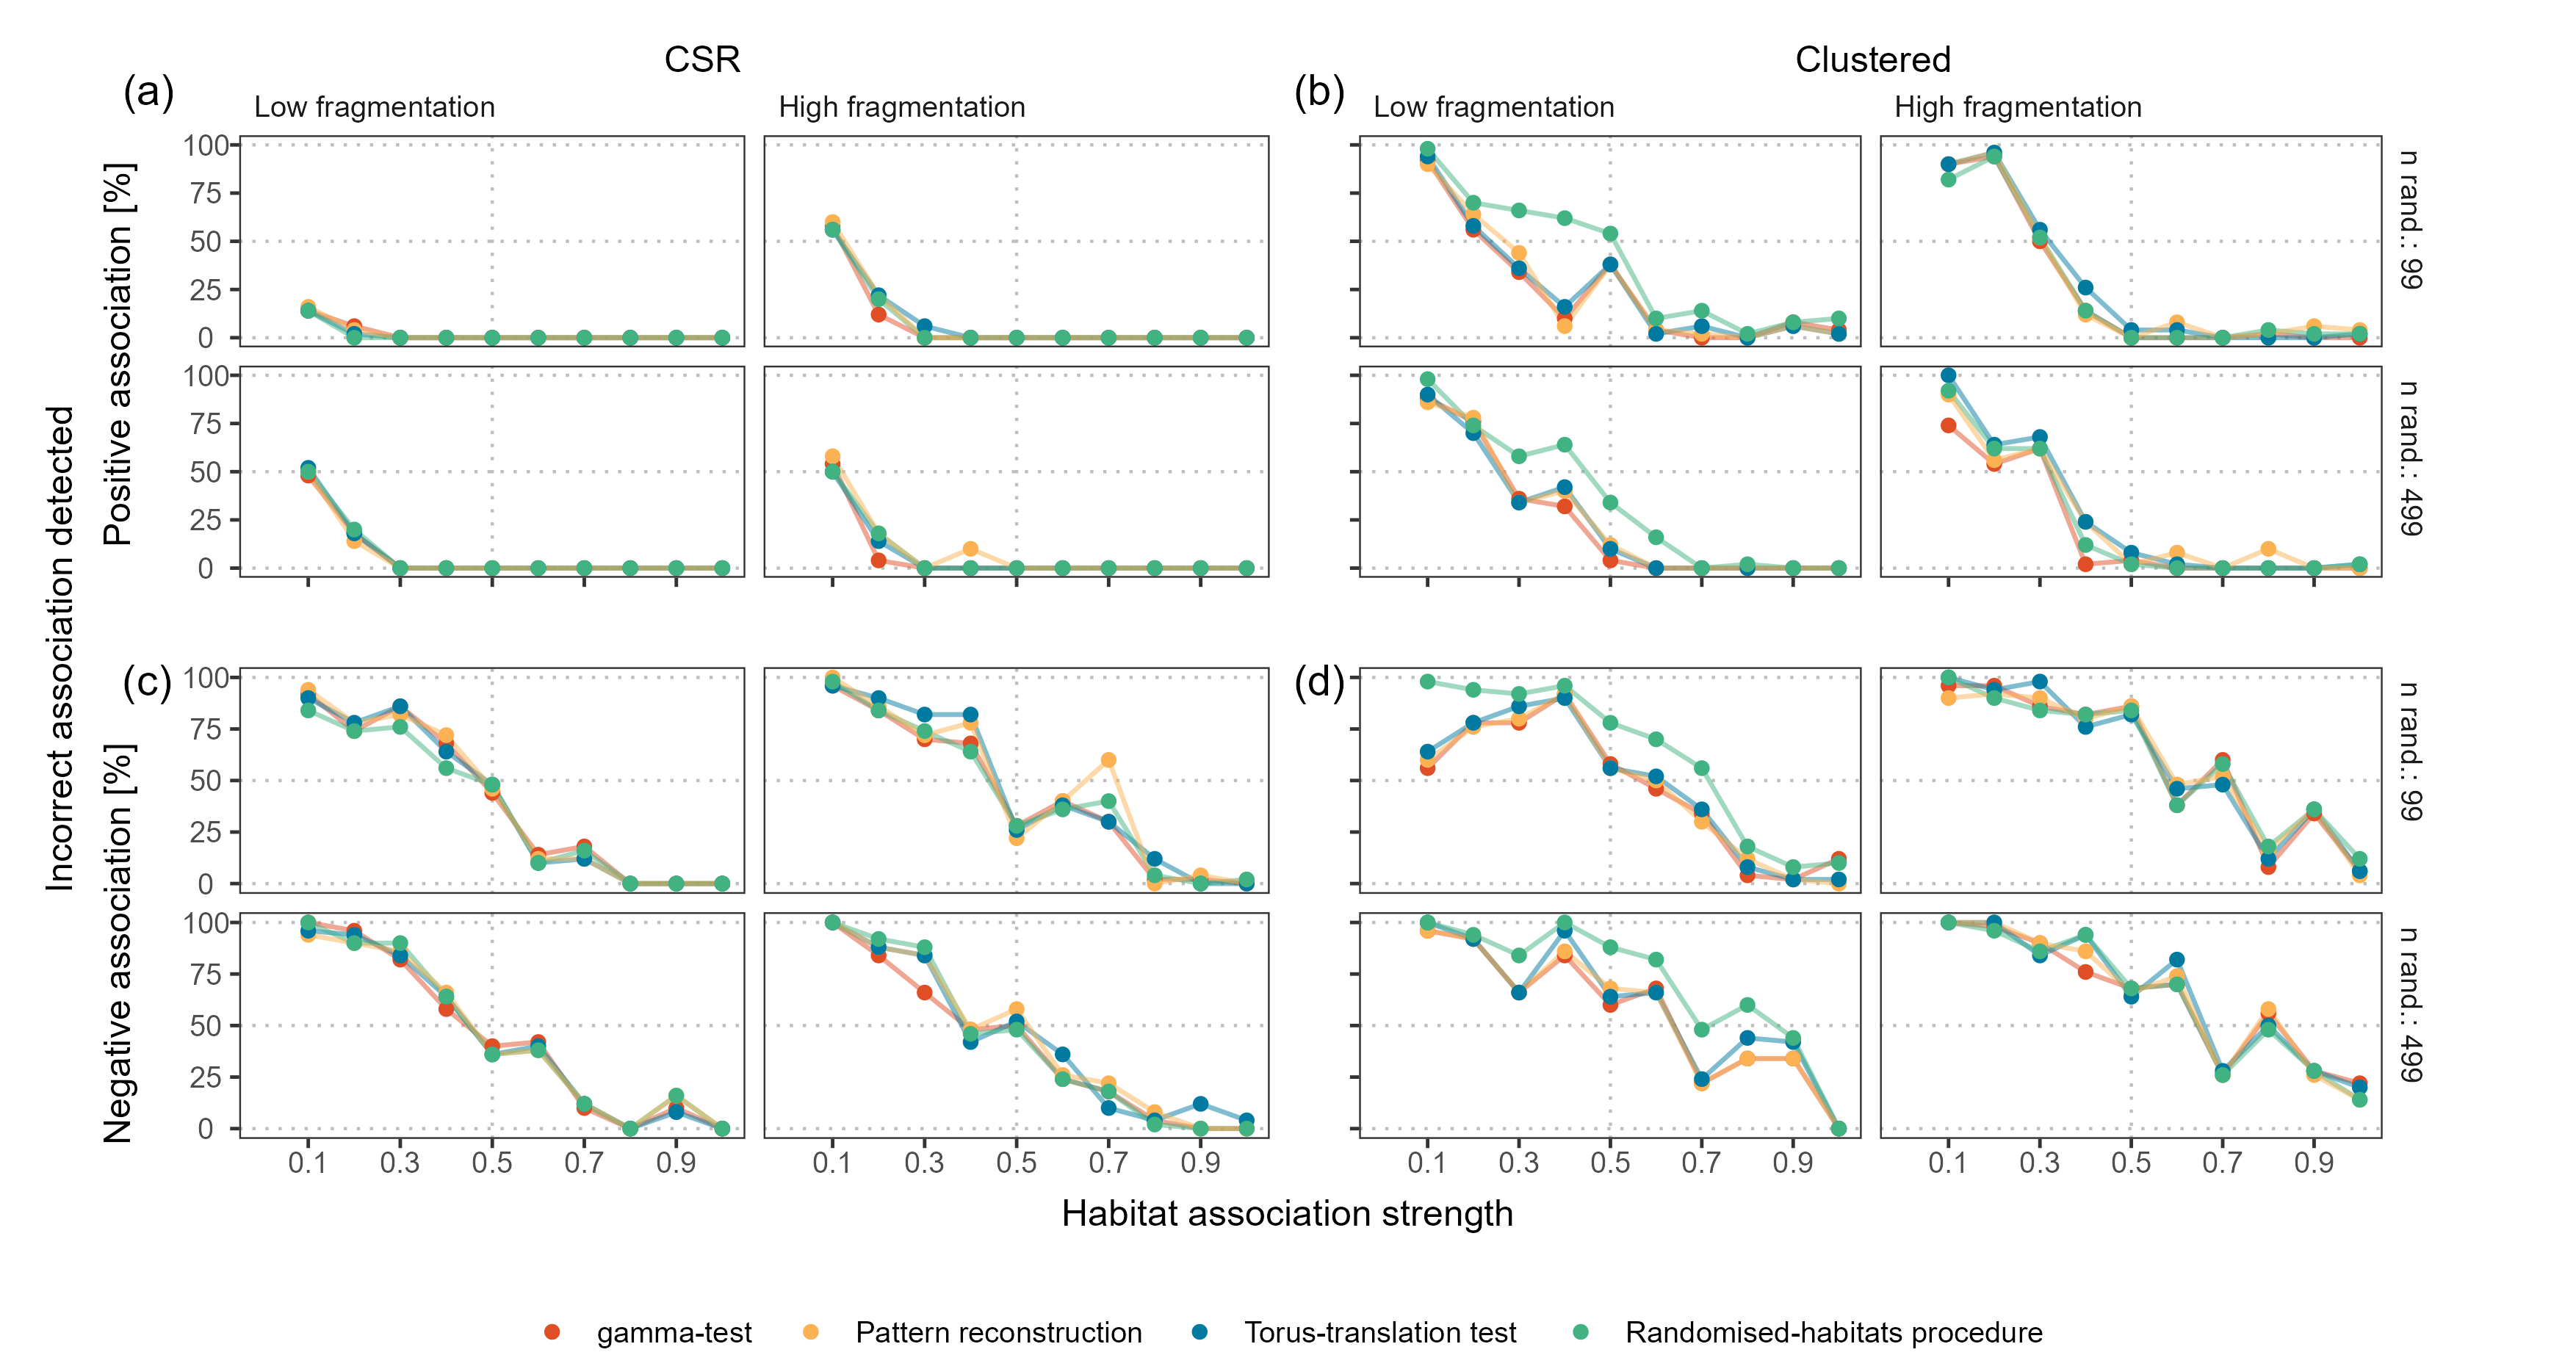 CSR
Clustered
(a)
(b)
Low fragmentation
High fragmentation
Low fragmentation
High fragmentation
100
75
50
25
0
n rand.: 99
100
75
50
25
0
n rand.: 499
Incorrect association detected
Positive association [%]
(c)
(d)
100
75
50
25
0
n rand.: 99
100
75
50
25
0
n rand.: 499
Negative association [%]
0.1 0.3 0.5 0.7 0.9
0.1 0.3 0.5 0.7 0.9
0.1 0.3 0.5 0.7 0.9
0.1 0.3 0.5 0.7 0.9
Habitat association strength
gamma-test
Pattern reconstruction
Torus-translation test
Randomised-habitats procedure